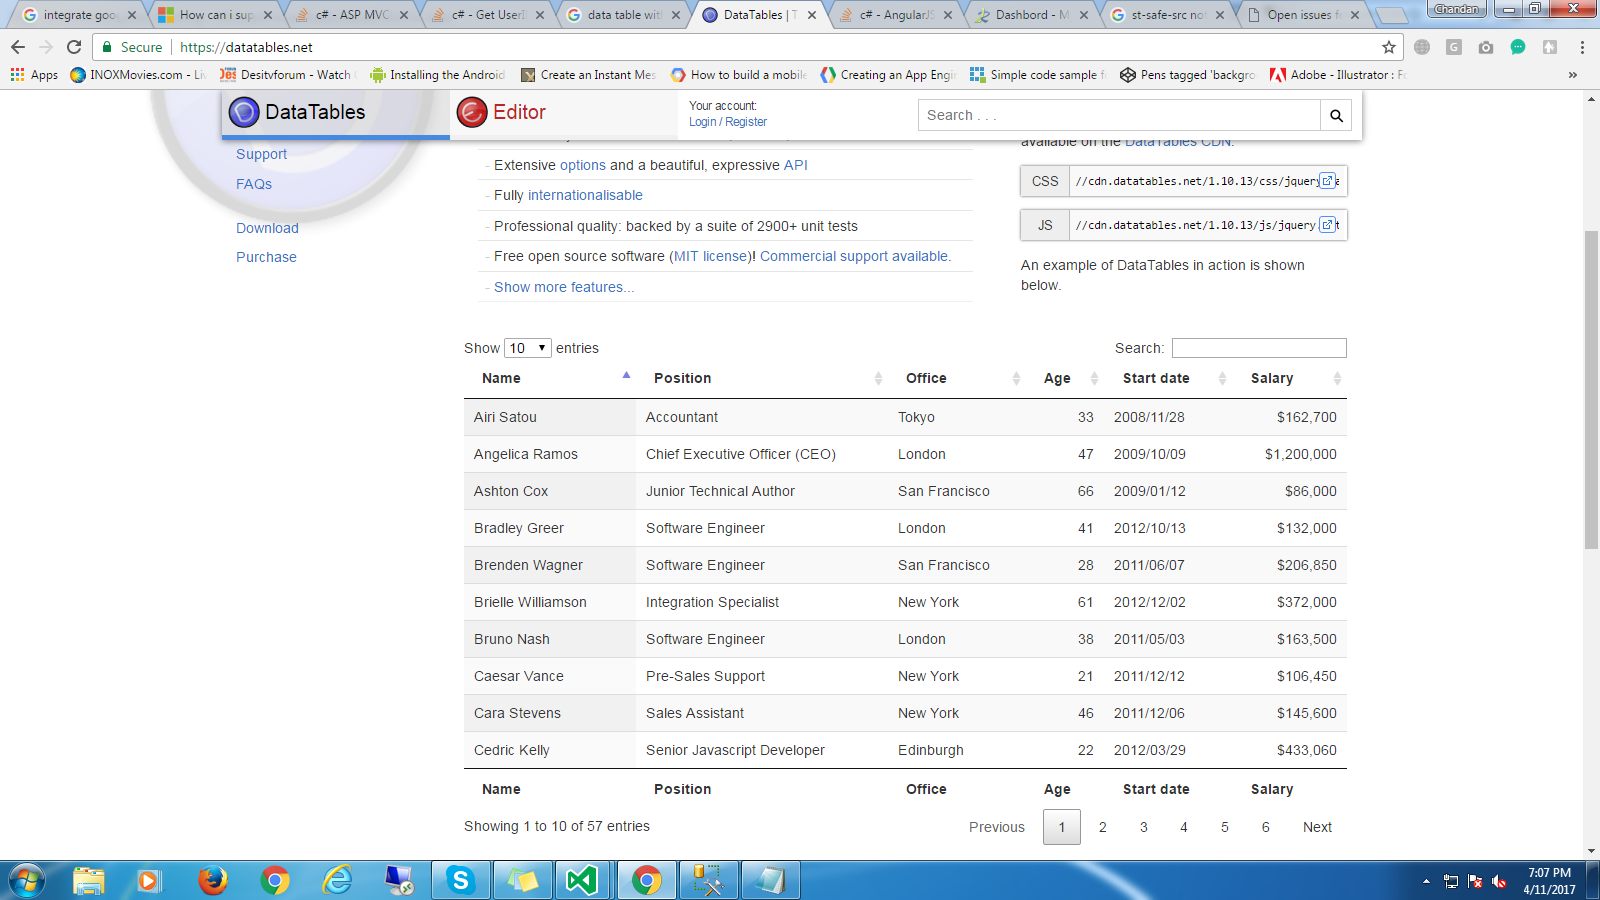 integrate goo
How can i sup
c# - ASP MVC
c# - Get UserI
data table with
DataTables | T
c# - AngularJS
Dashbord - M
st-safe-src no
Open issues f
Chandan
Secure
https://datatables.net
Apps
INOXMovies.com - Li
Desitvforum - Watch
Installing the Android
Create an Instant Mes
How to build a mobile
Creating an App Engi
Simple code sample f
Pens tagged 'backgro
Adobe - Illustrator : Fo
»
DataTables
Editor
Your account:
Login / Register
Search . . .
Support
FAQs
Download
Purchase
- Extensive options and a beautiful, expressive API
- Fully internationalisable
- Professional quality: backed by a suite of 2900+ unit tests
- Free open source software (MIT license)! Commercial support available.
- Show more features...
available on the DataTables CDN.
CSS //cdn.datatables.net/1.10.13/css/jquery
JS //cdn.datatables.net/1.10.13/js/jquery
An example of DataTables in action is shown
below.
Show 10 entries
Search:
Name Position Office Age Start date Salary
Airi Satou Accountant Tokyo 33 2008/11/28 $162,700
Angelica Ramos Chief Executive Officer (CEO) London 47 2009/10/09 $1,200,000
Ashton Cox Junior Technical Author San Francisco 66 2009/01/12 $86,000
Bradley Greer Software Engineer London 41 2012/10/13 $132,000
Brenden Wagner Software Engineer San Francisco 28 2011/06/07 $206,850
Brielle Williamson Integration Specialist New York 61 2012/12/02 $372,000
Bruno Nash Software Engineer London 38 2011/05/03 $163,500
Caesar Vance Pre-Sales Support New York 21 2011/12/12 $106,450
Cara Stevens Sales Assistant New York 46 2011/12/06 $145,600
Cedric Kelly Senior Javascript Developer Edinburgh 22 2012/03/29 $433,060
Name Position Office Age Start date Salary
Showing 1 to 10 of 57 entries
Previous 1 2 3 4 5 6 Next
7:07 PM
4/11/2017